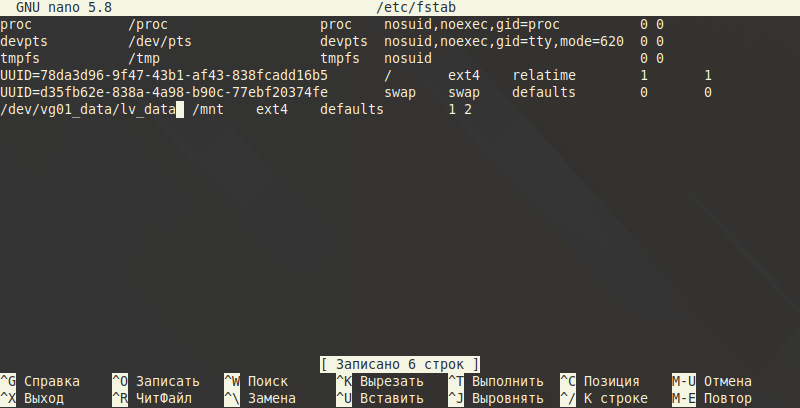 GNU nano 5.8 /etc/fstab
proc /proc proc nosuid,noexec,gid=proc 0 0
devpts /dev/pts devpts nosuid,noexec,gid=tty,mode=620 0 0
tmpfs /tmp tmpfs nosuid 0 0
UUID=78da3d96-9f47-43b1-af43-838fcadd16b5 / ext4 relatime 1 1
UUID=d35fb62e-838a-4a98-b90c-77ebf20374fe swap swap defaults 0 0
/dev/vg01_data/lv_data /mnt ext4 defaults 1 2
[ Записано 6 строк ]
^G Справка ^O Записать ^W Поиск ^K Вырезать ^T Выполнить ^C Позиция M-U Отмена
^X Выход ^R ЧитФайл ^\ Замена ^U Вставить ^J Выровнять ^/ К строке M-E Повтор